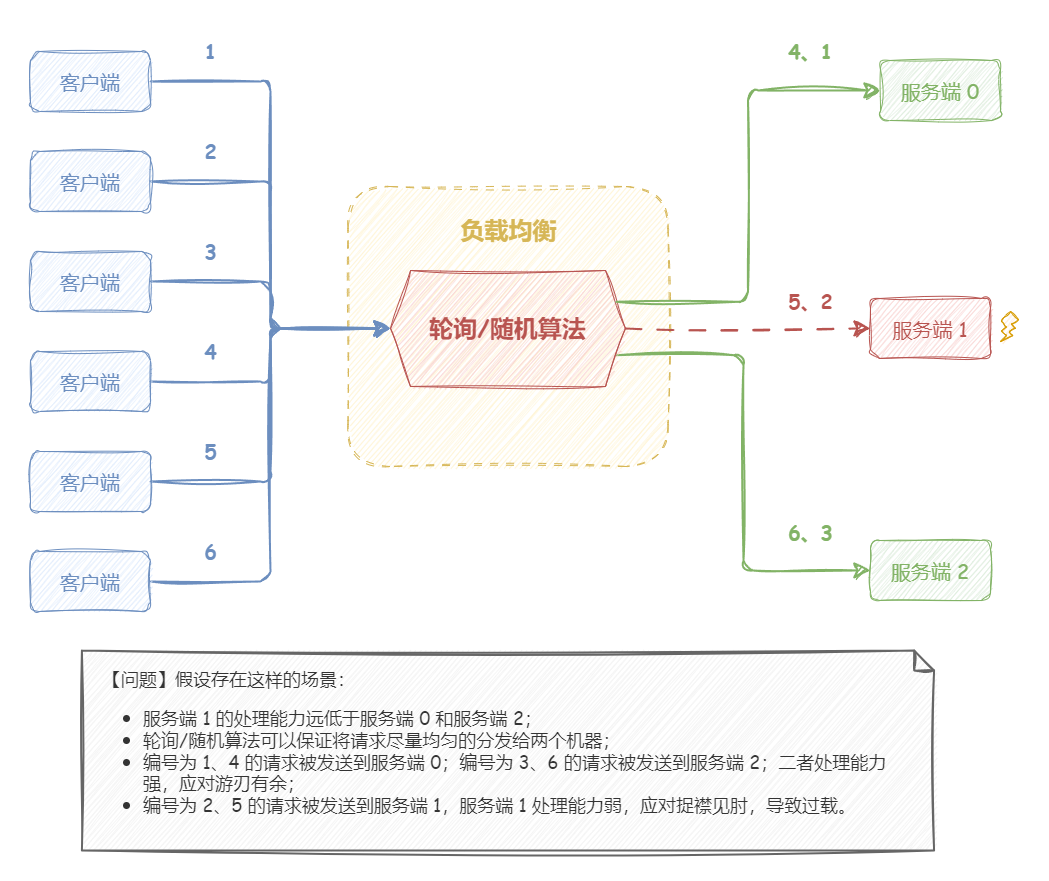 客户端
1
4、1
服务端 0
客户端
2
客户端
3
负载均衡
轮询/随机算法
5、2
服务端 1
客户端
4
客户端
5
客户端
6
6、3
服务端 2
【问题】假设存在这样的场景：
服务端 1 的处理能力远低于服务端 0 和服务端 2；
轮询/随机算法可以保证将请求尽量均匀的分发给两个机器；
编号为 1、4 的请求被发送到服务端 0；编号为 3、6 的请求被发送到服务端 2；二者处理能力
强，应对游刃有余；
编号为 2、5 的请求被发送到服务端 1，服务端 1 处理能力弱，应对捉襟见肘，导致过载。